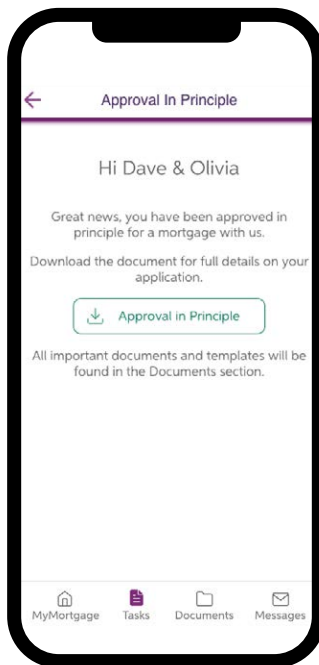 Approval In Principle
Hi Dave & Olivia
Great news, you have been approved in
principle for a mortgage with us.
Download the document for full details on your
application.
Approval in Principle
All important documents and templates will be
found in the Documents section.
MyMortgage Tasks Documents Messages